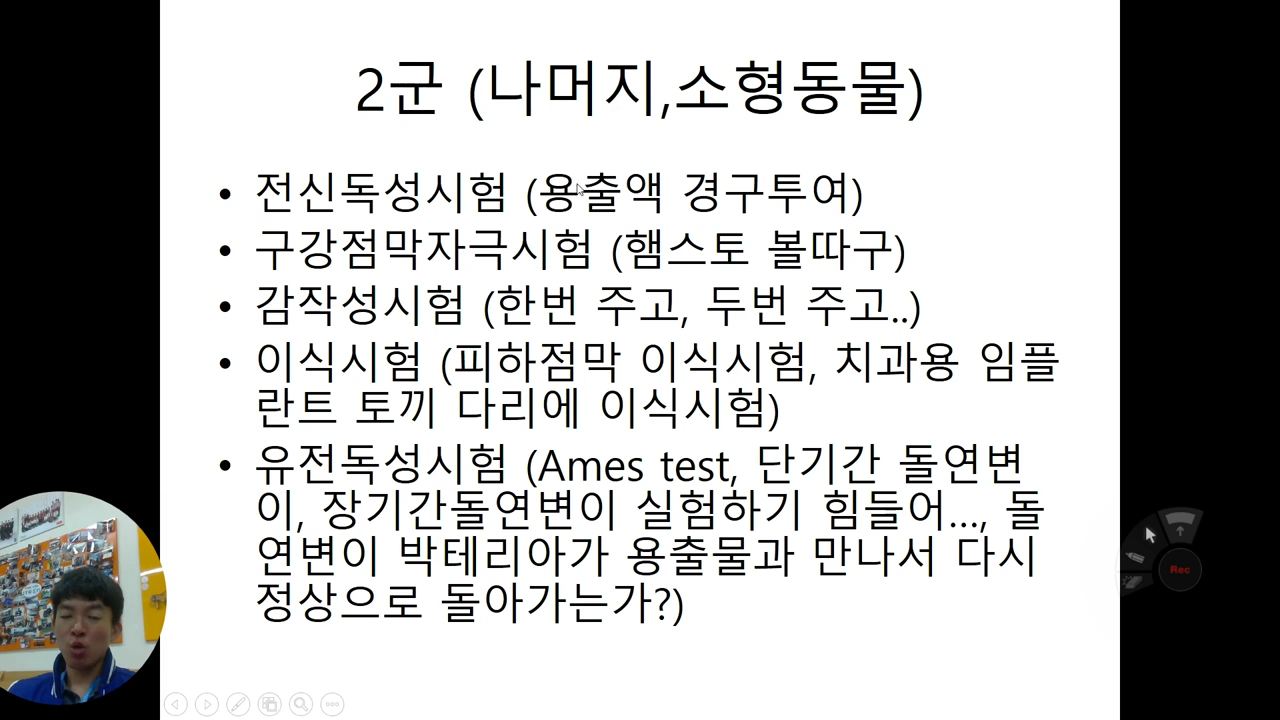 2군 (나머지,소형동물)
• 전신독성시험 (용출액 경구투여)
• 구강점막자극시험 (햄스토 볼따구)
• 감작성시험 (한번 주고, 두번 주고..)
• 이식시험 (피하점막 이식시험, 치과용 임플
란트 토끼 다리에 이식시험)
• 유전독성시험 (Ames test, 단기간 돌연변
이, 장기간돌연변이 실험하기 힘들어..., 돌
연변이 박테리아가 용출물과 만나서 다시
정상으로 돌아가는가?)
Rec